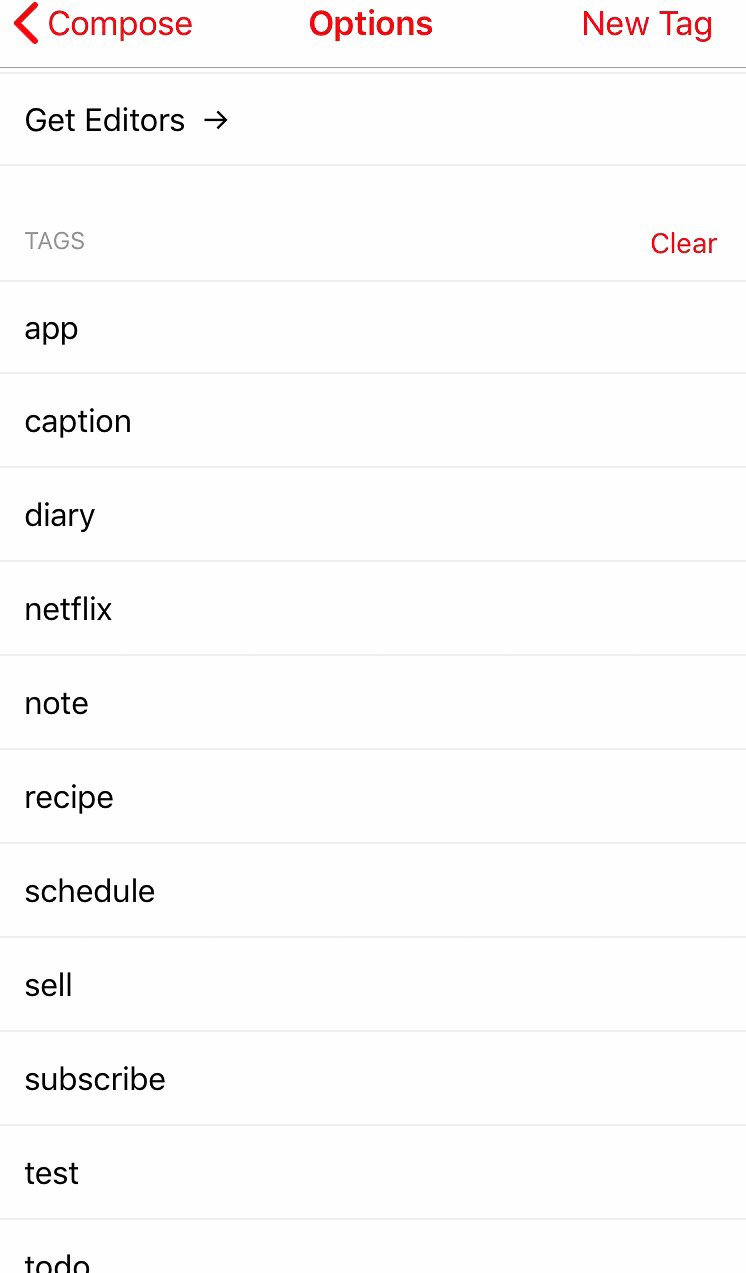 Compose Options New Tag
Get Editors →
TAGS Clear
app
caption
diary
netflix
note
recipe
schedule
sell
subscribe
test
todo